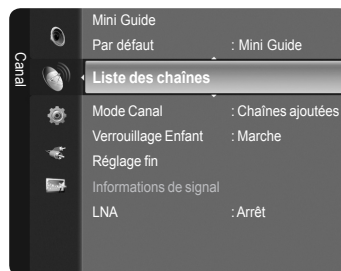 Canal
Mini Guide
Par défaut : Mini Guide
Liste des chaînes
Mode Canal : Chaînes ajoutées
Verrouillage Enfant : Marche
Réglage fin
Informations de signal
LNA : Arrêt